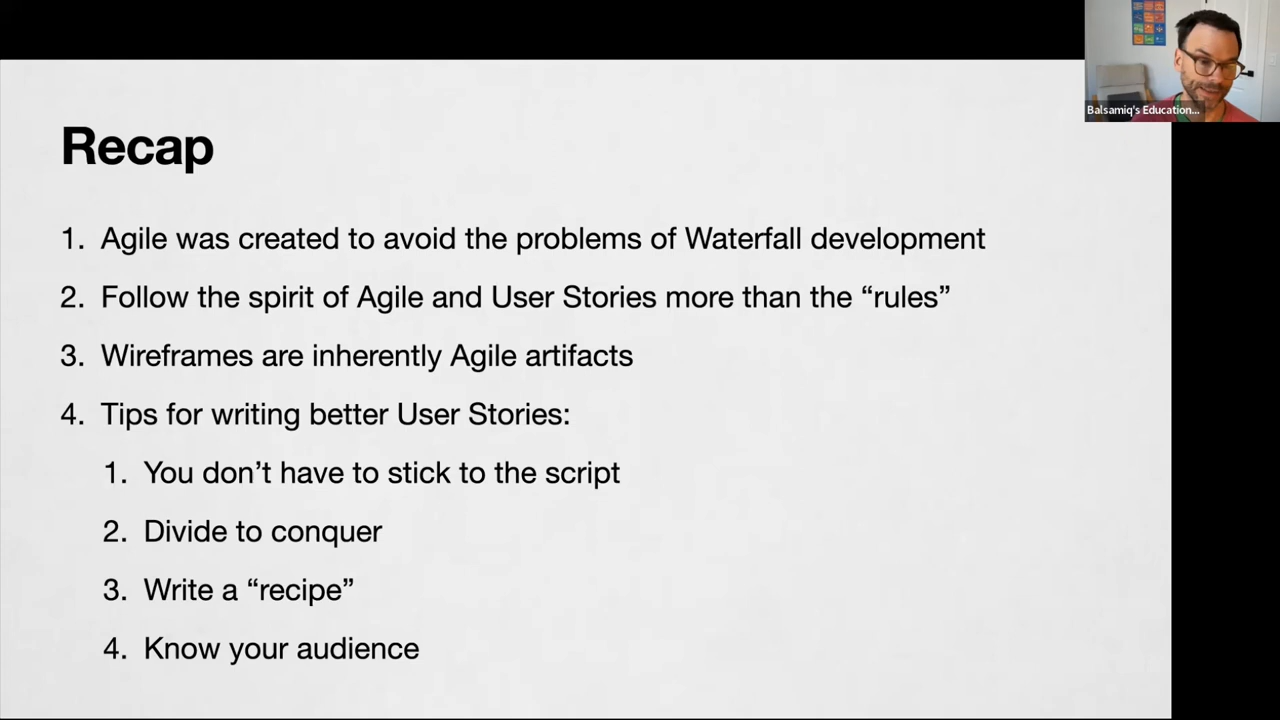 Balsamiq's Education...
Recap
1. Agile was created to avoid the problems of Waterfall development
2. Follow the spirit of Agile and User Stories more than the “rules”
3. Wireframes are inherently Agile artifacts
4. Tips for writing better User Stories:
1. You don’t have to stick to the script
2. Divide to conquer
3. Write a “recipe”
4. Know your audience